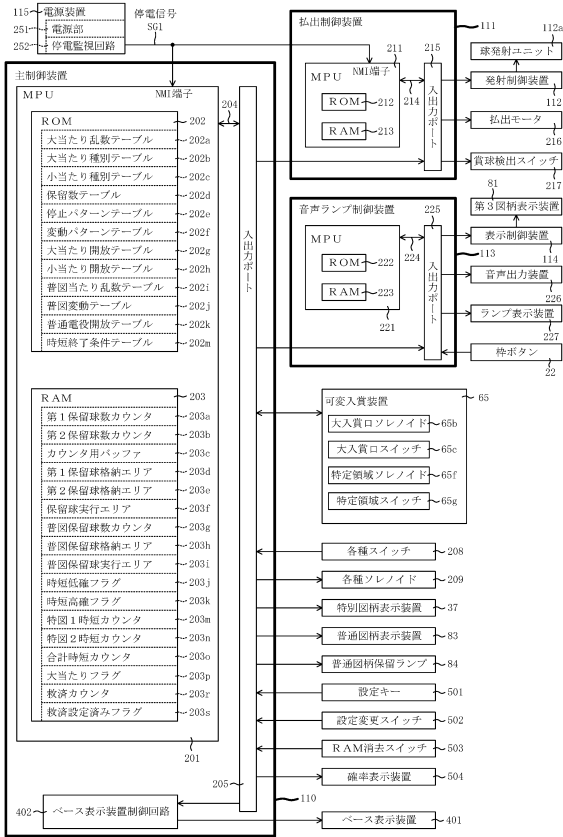 115
電源装置
251
電源部
252
停電監視回路
停電信号
SG1
主制御装置
MPU
NMI端子
204
ROM
202
大当たり乱数テーブル
202a
大当たり種別テーブル
202b
小当たり種別テーブル
202c
保留数テーブル
202d
停止パターンテーブル
202e
変動パターンテーブル
202f
大当たり開放テーブル
202g
小当たり開放テーブル
202h
普図当たり乱数テーブル
202i
普図変動テーブル
202j
普通電役開放テーブル
202k
時短終了条件テーブル
202m
RAM
203
第1保留球数カウンタ
203a
第2保留球数カウンタ
203b
カウンタ用バッファ
203c
第1保留球格納エリア
203d
第2保留球格納エリア
203e
保留球実行エリア
203f
普図保留球数カウンタ
203g
普図保留球格納エリア
203h
普図保留球実行エリア
203i
時短低確フラグ
203j
時短高確フラグ
203k
特図1時短カウンタ
203m
特図2時短カウンタ
203n
合計時短カウンタ
203o
大当たりフラグ
203p
救済カウンタ
203r
救済設定済みフラグ
203s
201
205
入出力ポート
402
ベース表示装置制御回路
110
払出制御装置
111
MPU
NMI端子
211
ROM
212
RAM
213
214
215
入出力ポート
112a
球発射ユニット
発射制御装置
112
払出モータ
216
賞球検出スイッチ
217
音声ランプ制御装置
MPU
ROM
222
RAM
223
221
224
225
入出力ポート
113
81
第3図柄表示装置
表示制御装置
114
音声出力装置
226
ランプ表示装置
227
枠ボタン
22
可変入賞装置
65
大入賞口ソレノイド
65b
大入賞口スイッチ
65c
特定領域ソレノイド
65f
特定領域スイッチ
65g
各種スイッチ
208
各種ソレノイド
209
特別図柄表示装置
37
普通図柄表示装置
83
普通図柄保留ランプ
84
設定キー
501
設定変更スイッチ
502
RAM消去スイッチ
503
確率表示装置
504
ベース表示装置
401